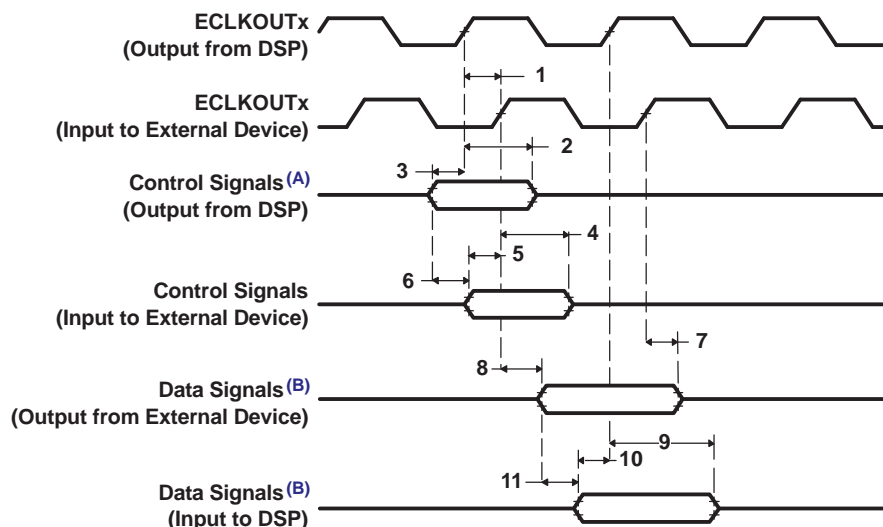 ECLKOUTx
(Output from DSP)
1
ECLKOUTx
(Input to External Device)
2
3
Control Signals (A)
(Output from DSP)
4
5
6
Control Signals
(Input to External Device)
7
8
Data Signals (B)
(Output from External Device)
9
10
11
Data Signals (B)
(Input to DSP)